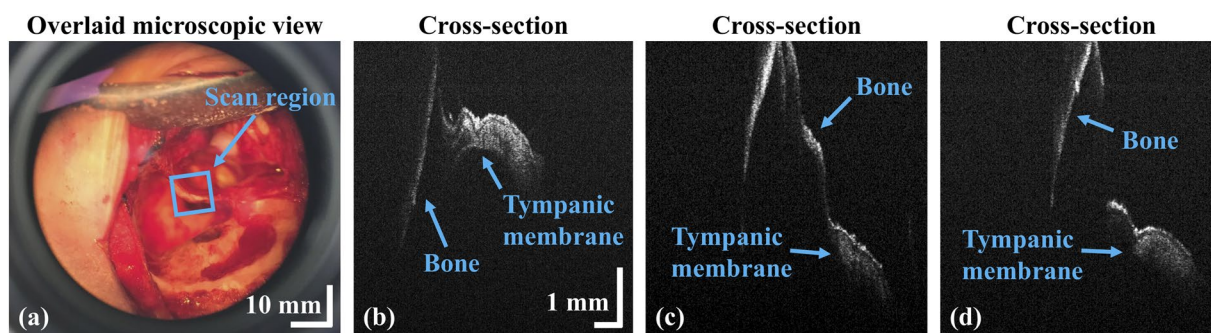 Overlaid microscopic view
Scan region
10 mm
(a)
Cross-section
Tympanic
membrane
Bone
1 mm
(b)
Cross-section
Bone
Tympanic
membrane
(c)
Cross-section
Bone
Tympanic
membrane
(d)